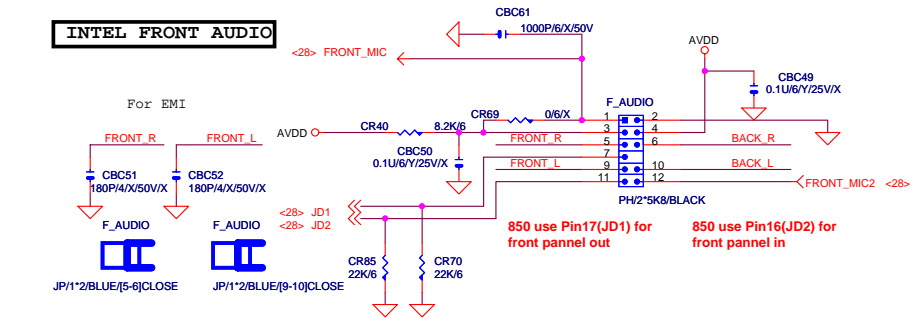 INTEL FRONT AUDIO
CBC61
1000P/6/X/50V
<28> FRONT_MIC
AVDD
CBC49
0.1U/6/Y/25V/X
For EMI
FRONT_R
FRONT_L
CBC51
180P/4/X/50V/X
CBC52
180P/4/X/50V/X
AVDD
CR40
8.2K/6
CR69
0/6/X
F_AUDIO
1
2
3
4
5
6
7
9
10
11
12
CBC50
0.1U/6/Y/25V/X
FRONT_R
FRONT_L
BACK_R
BACK_L
FRONT_MIC2 <28>
PH/2*5K8/BLACK
<28> JD1
<28> JD2
850 use Pin17(JD1) for
front pannel out
850 use Pin16(JD2) for
front pannel in
F_AUDIO
JP/1*2/BLUE/[5-6]CLOSE
F_AUDIO
JP/1*2/BLUE/[9-10]CLOSE
CR85
22K/6
CR70
22K/6